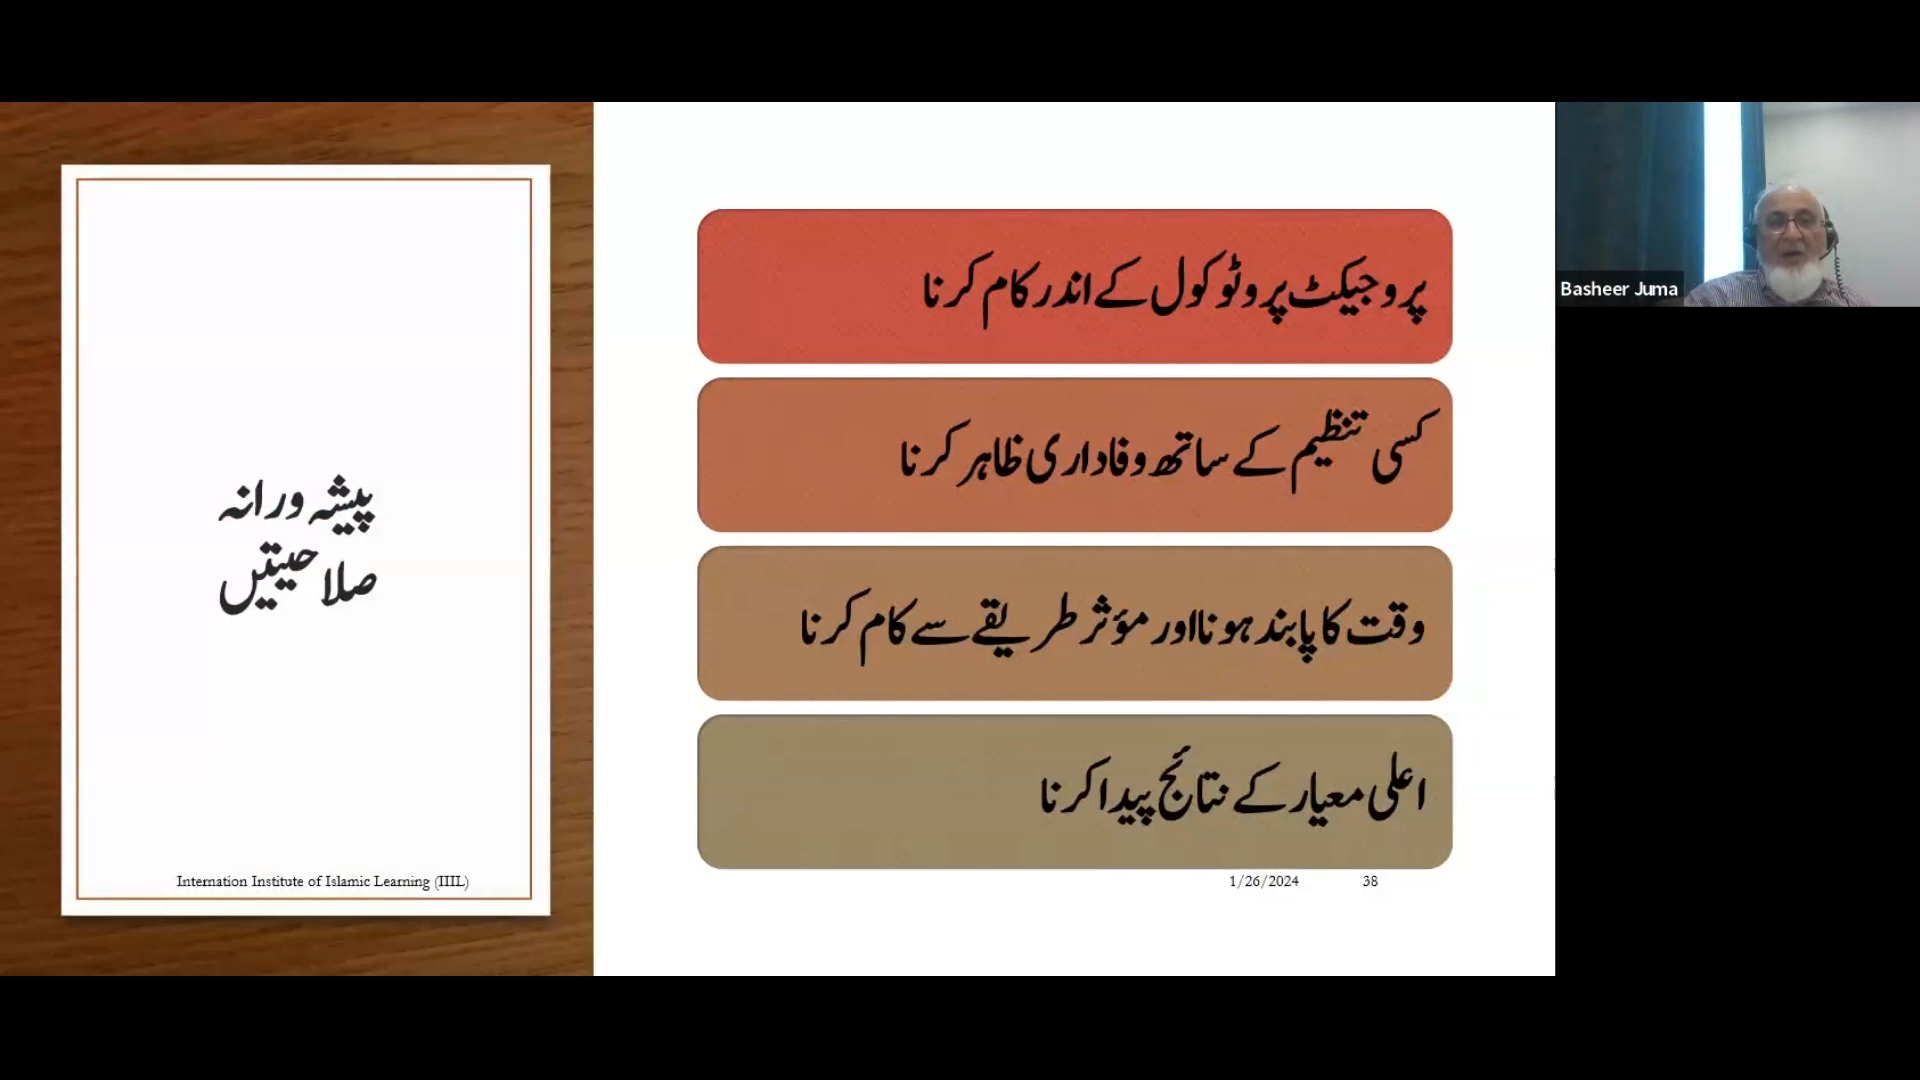 پیشہ ورانہ
صلاحیتیں
Internation Institute of Islamic Learning (IIIL)
پروجیکٹ پروٹوکول کے اندر کام کرنا
کسی تنظیم کے ساتھ وفاداری ظاہر کرنا
وقت کا پابند ہونا اور مؤثر طریقے سے کام کرنا
اعلی معیار کے نتائج پیدا کرنا
1/26/2024 38
Basheer Juma